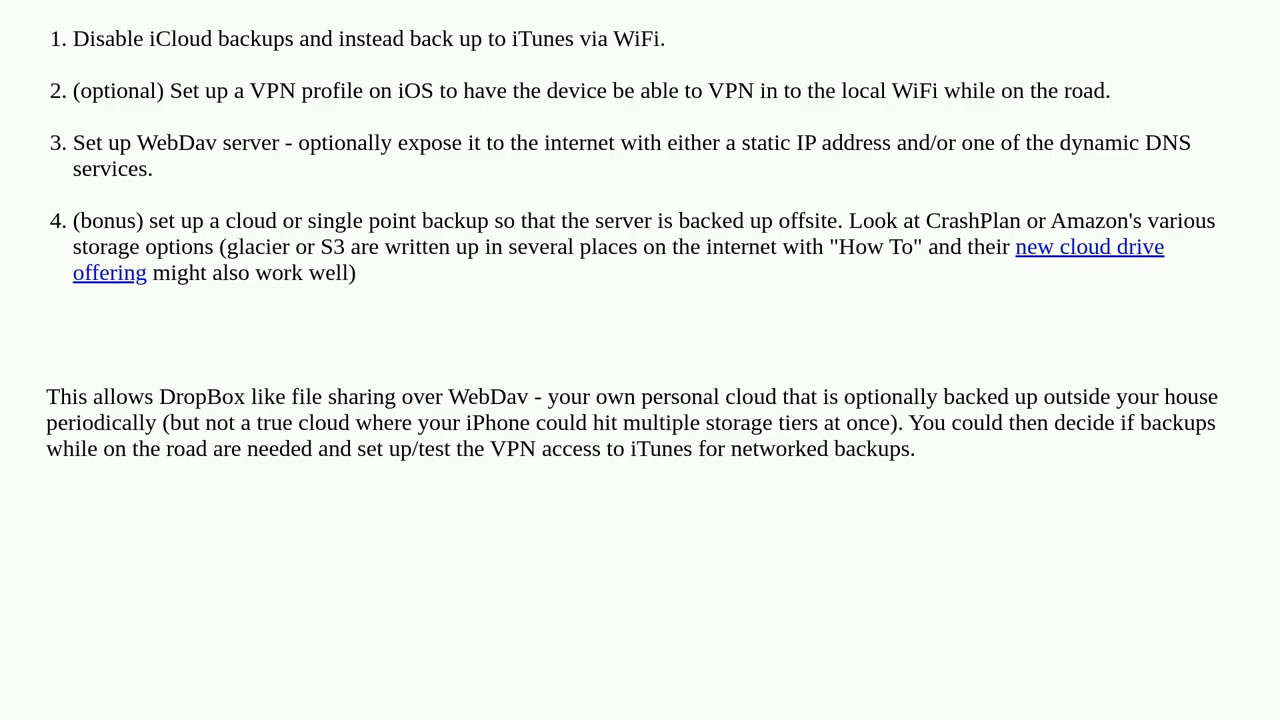 1. Disable iCloud backups and instead back up to iTunes via WiFi.
2. (optional) Set up a VPN profile on iOS to have the device be able to VPN in to the local WiFi while on the road.
3. Set up WebDav server - optionally expose it to the internet with either a static IP address and/or one of the dynamic DNS
services.
4. (bonus) set up a cloud or single point backup so that the server is backed up offsite. Look at CrashPlan or Amazon's various
storage options (glacier or S3 are written up in several places on the internet with "How To" and their new cloud drive
offering might also work well)
This allows DropBox like file sharing over WebDav - your own personal cloud that is optionally backed up outside your house
periodically (but not a true cloud where your iPhone could hit multiple storage tiers at once). You could then decide if backups
while on the road are needed and set up/test the VPN access to iTunes for networked backups.